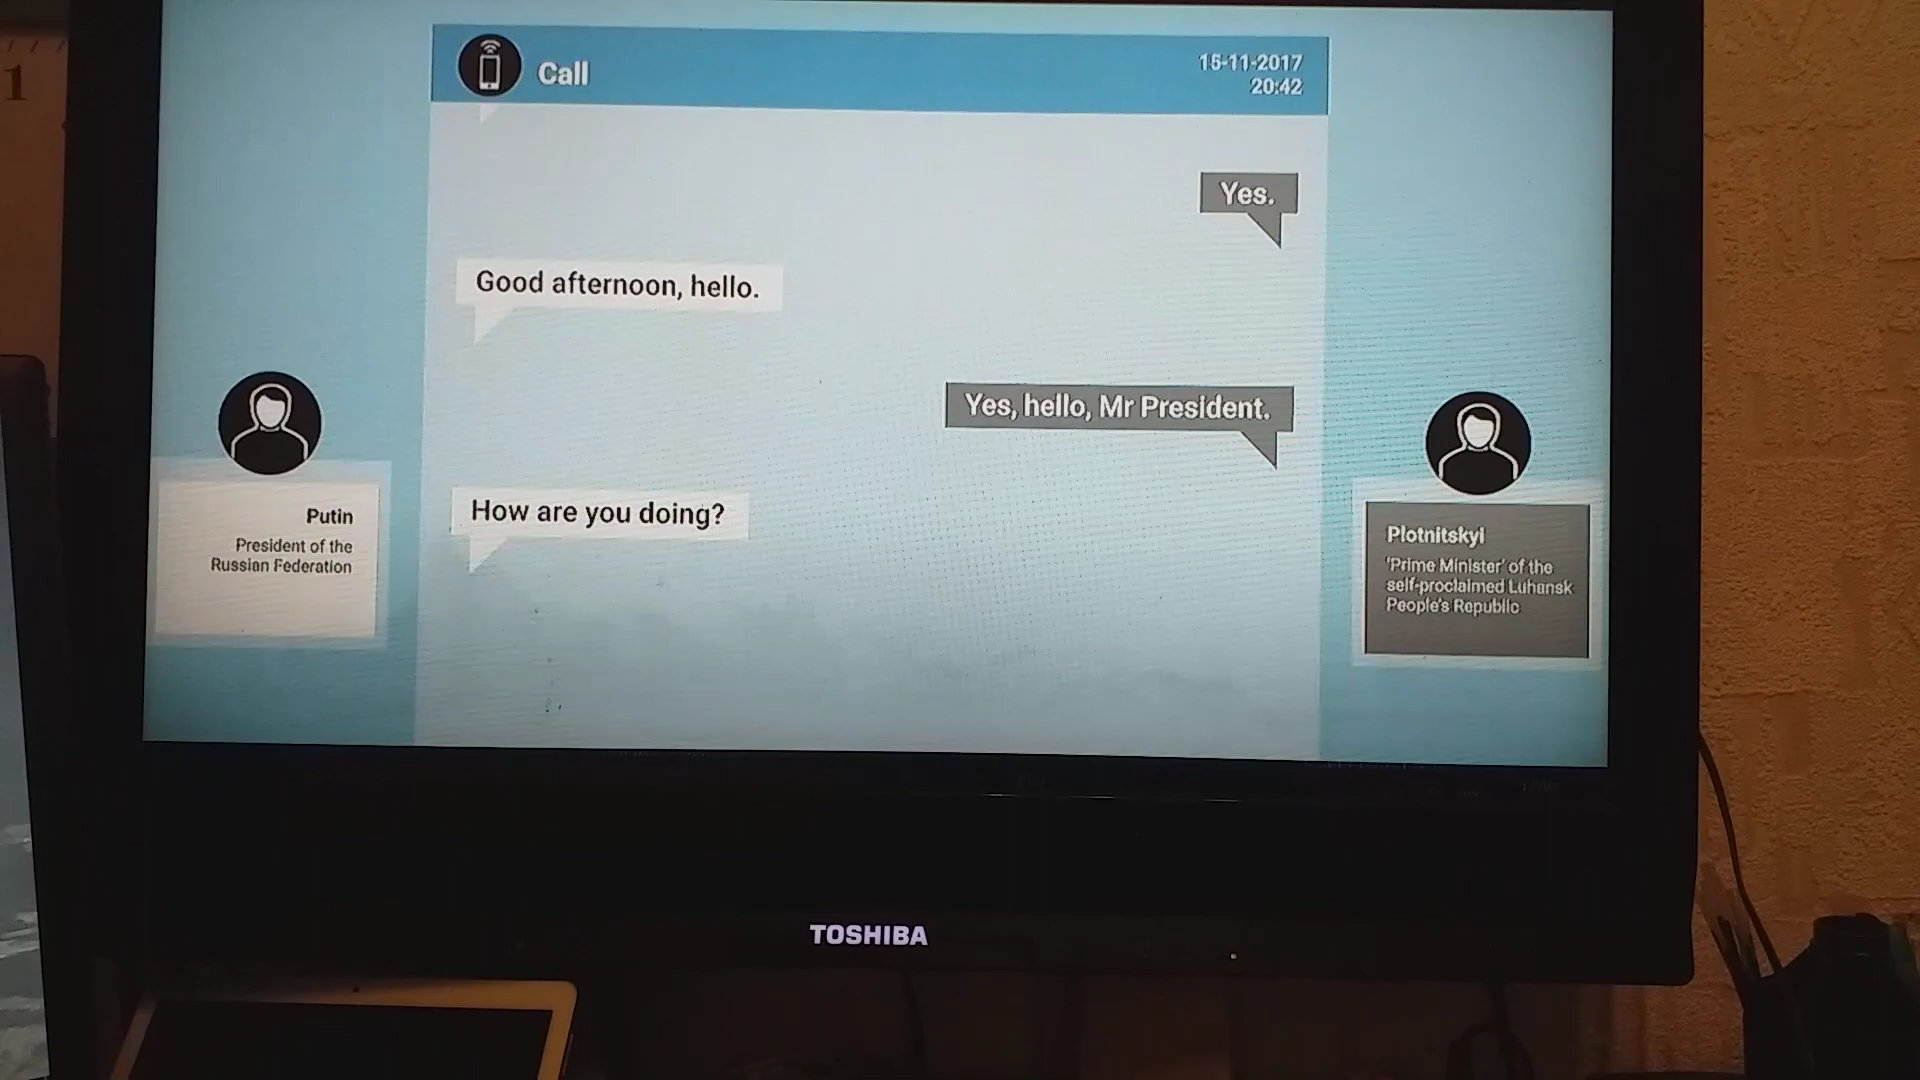 1
Call
15-11-2017
20:42
Yes.
Good afternoon, hello.
Yes, hello, Mr President.
How are you doing?
Putin
President of the
Russian Federation
Plotnitskyi
'Prime Minister' of the
self-proclaimed Luhansk
People's Republic
TOSHIBA